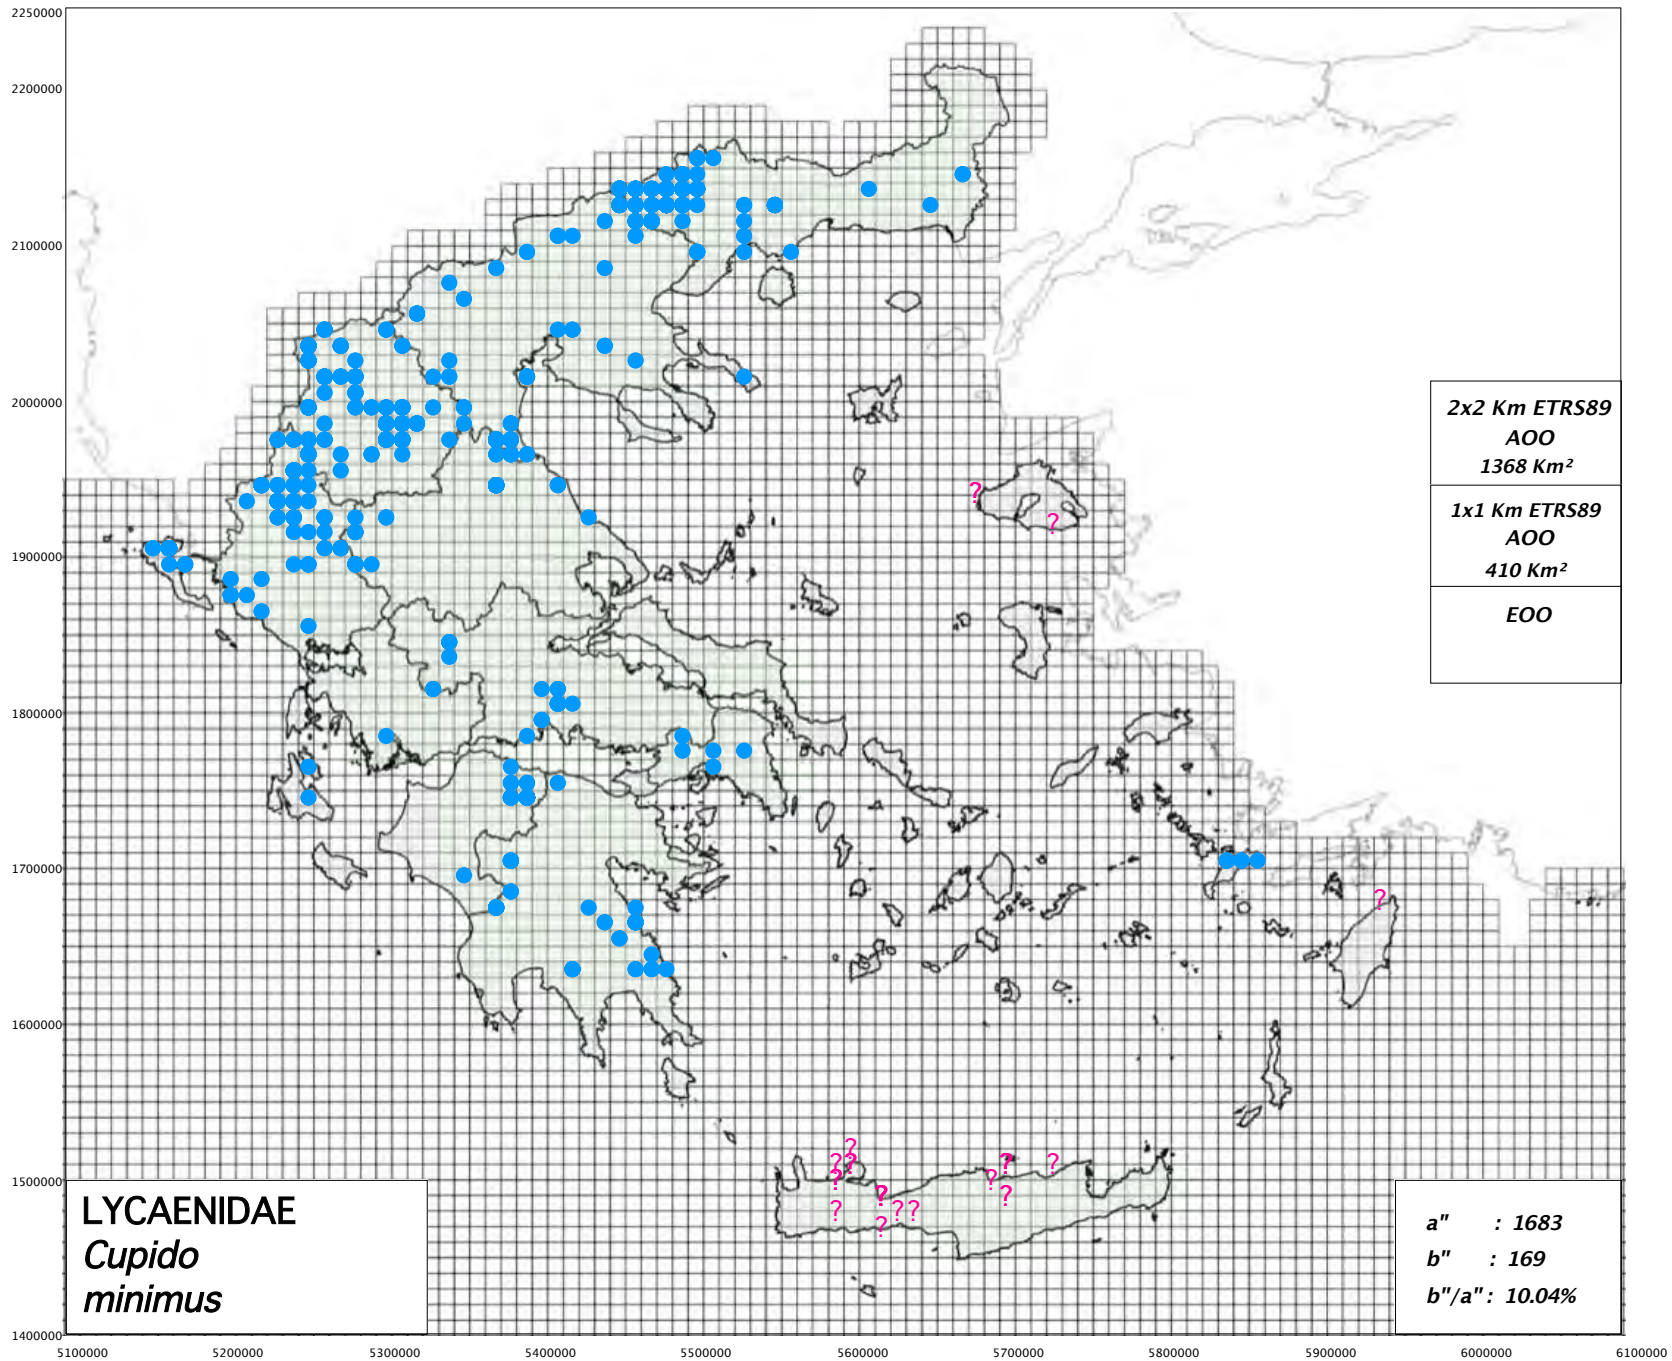 2250000
2200000
2100000
2000000
1900000
1800000
1700000
1600000
1500000
1400000
5100000 5200000 5300000 5400000 5500000 5600000 5700000 5800000 5900000 6000000 6100000
2x2 Km ETRS89
AOO
1368 Km²
1x1 Km ETRS89
AOO
410 Km²
EOO
? 
?
?
?
? ?
? ? ?
? ?
? ?
? ? ?
?
LYCAENIDAE
Cupido
minimus
a" : 1683
b" : 169
b"/a" : 10.04%